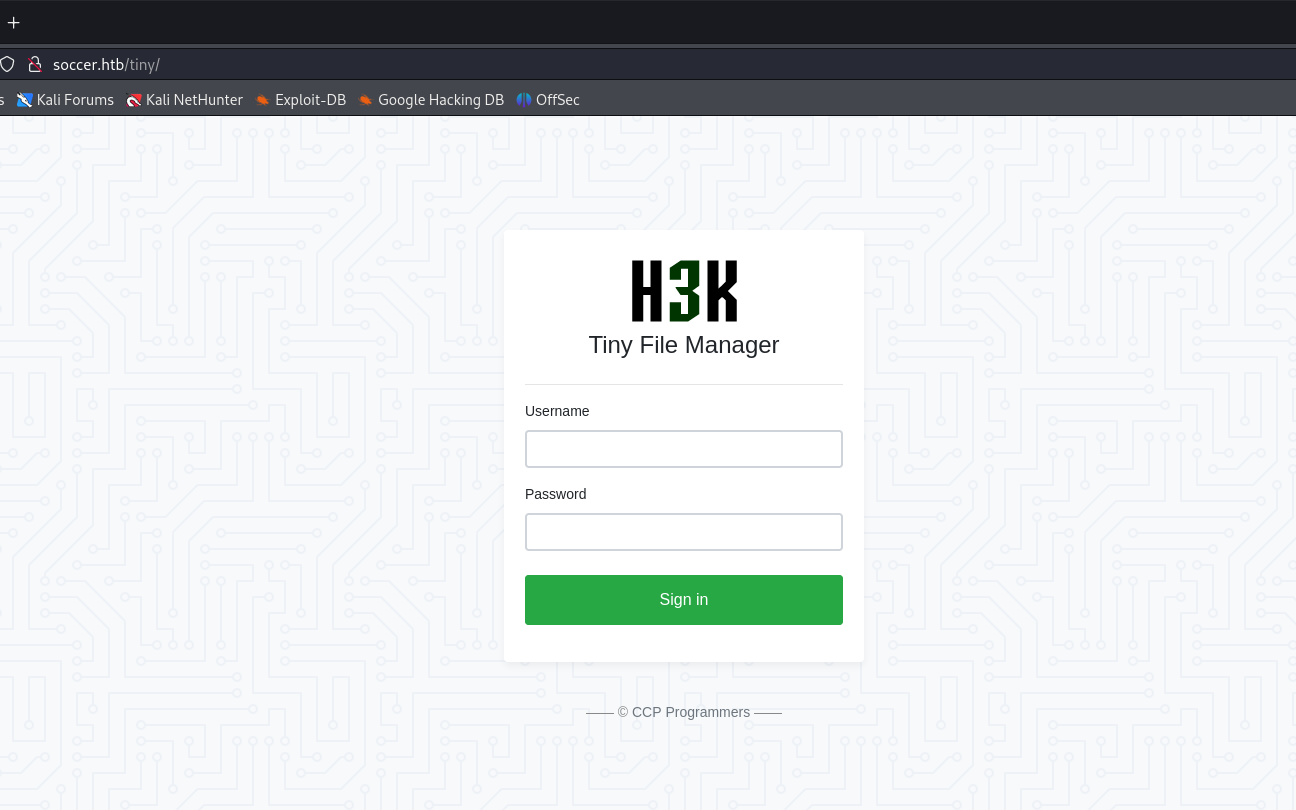 +
soccer.htb/tiny/
s Kali Forums Kali NetHunter Exploit-DB Google Hacking DB OffSec
H3K
Tiny File Manager
Username
Password
Sign in
—— © CCP Programmers ——